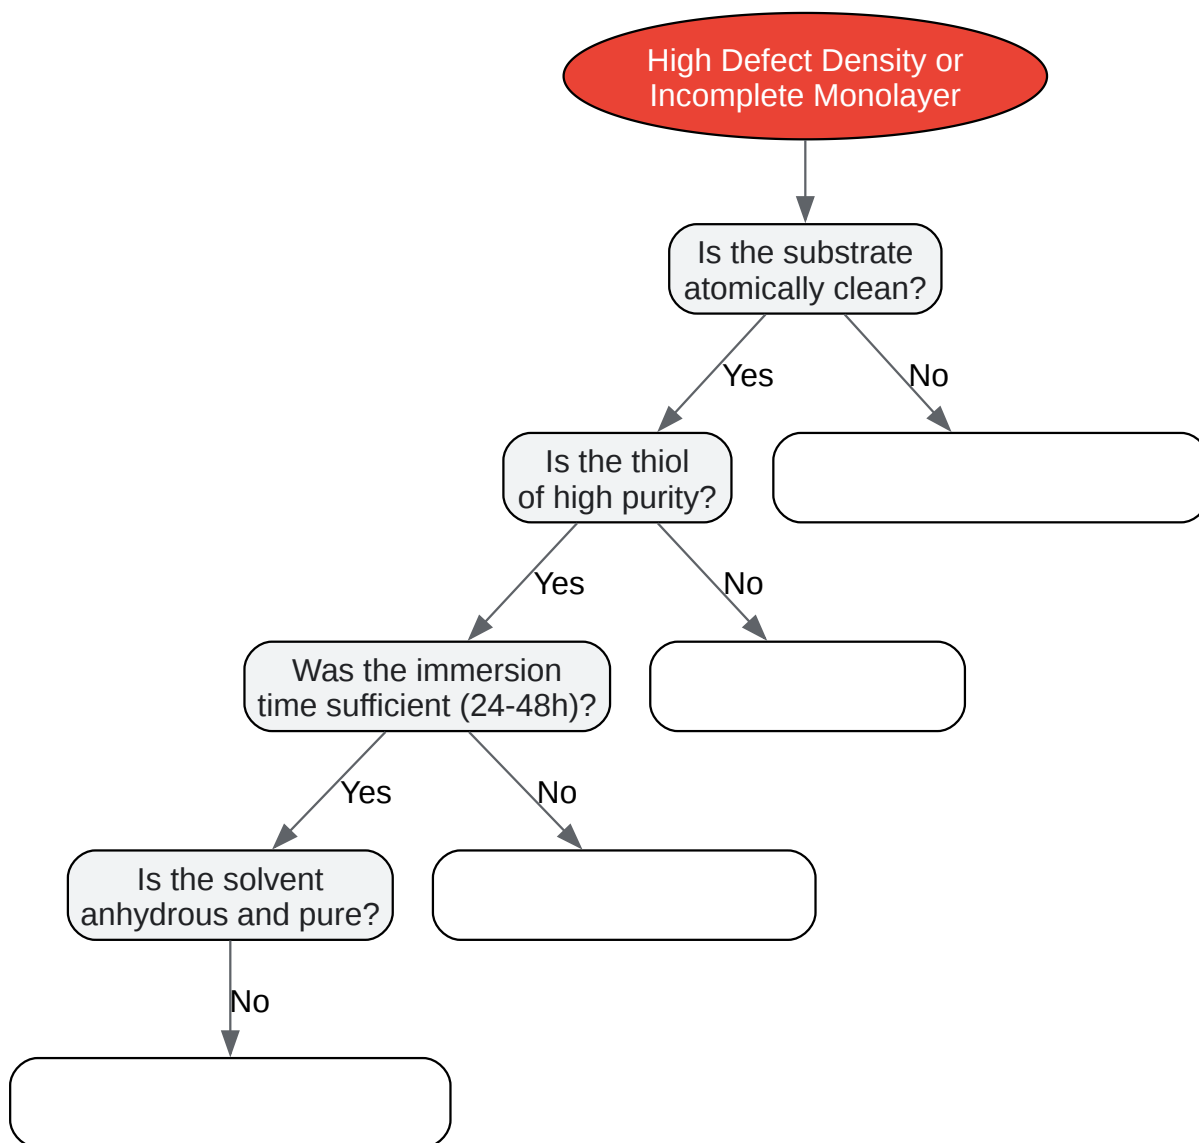 High Defect Density or
Incomplete Monolayer
Is the substrate
atomically clean?
Yes
No
Is the thiol
of high purity?
Yes
No
Was the immersion
time sufficient (24-48h)?
Yes
No
Is the solvent
anhydrous and pure?
No